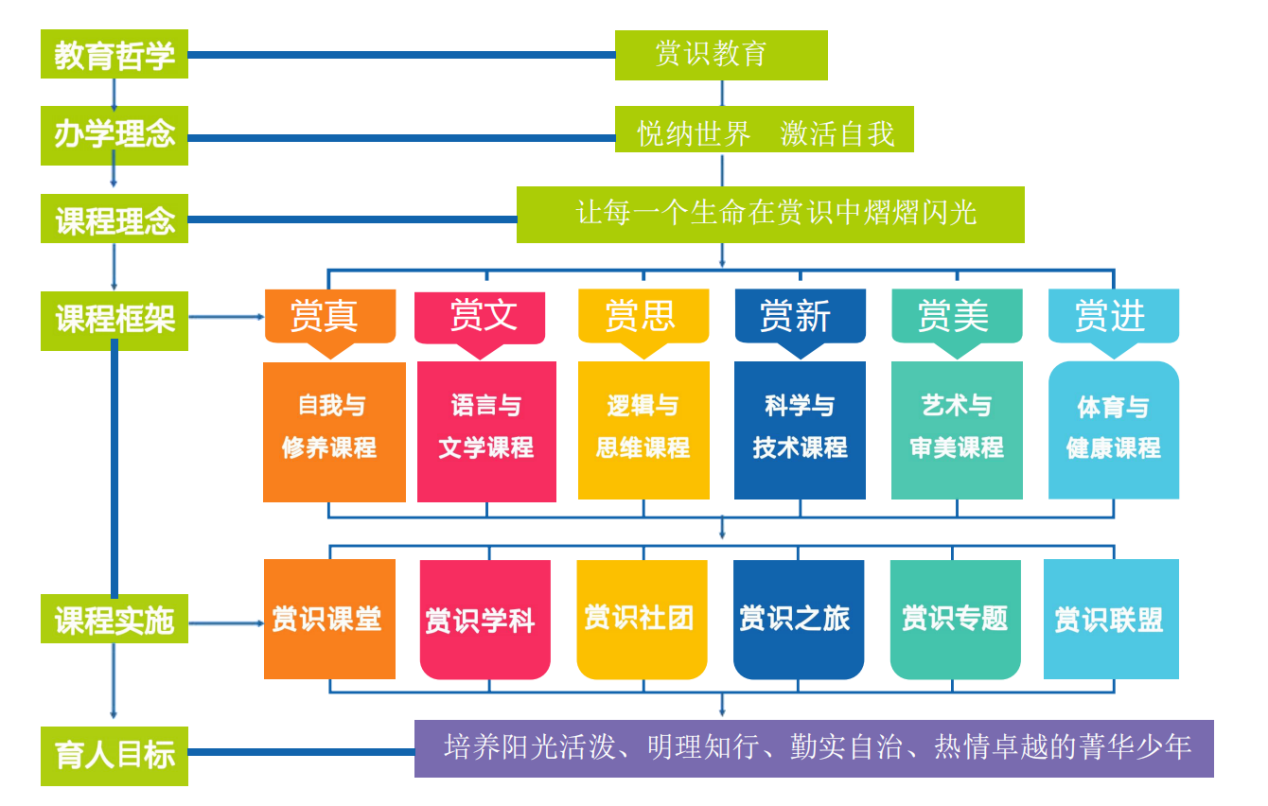 教育哲学
赏识教育
办学理念
悦纳世界 激活自我
课程理念
让每一个生命在赏识中熠熠闪光
课程框架
赏真
赏文
赏思
赏新
赏美
赏进
自我与
修养课程
语言与
文学课程
逻辑与
思维课程
科学与
技术课程
艺术与
审美课程
体育与
健康课程
课程实施
赏识课堂
赏识学科
赏识社团
赏识之旅
赏识专题
赏识联盟
育人目标
培养阳光活泼、明理知行、勤实自治、热情卓越的菁华少年